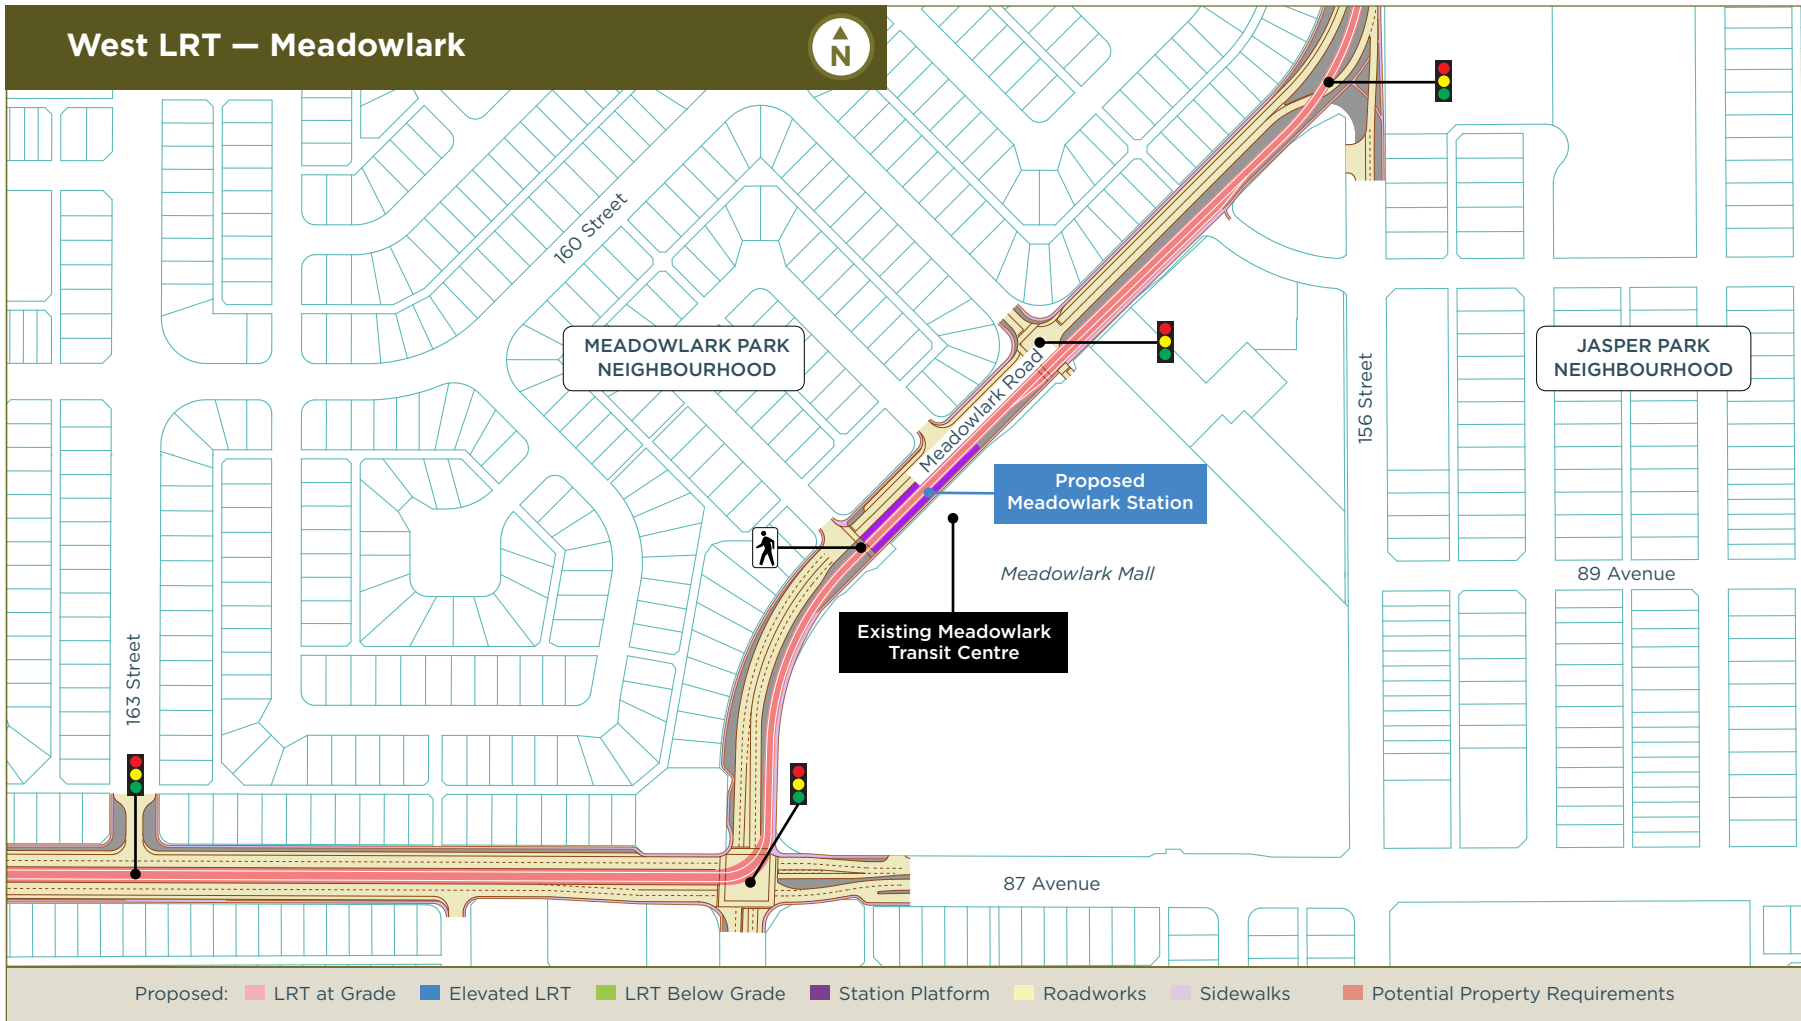 West LRT — Meadowlark
N
160 Street
MEADOWLARK PARK
NEIGHBOURHOOD
JASPER PARK
NEIGHBOURHOOD
Meadowlark Road
156 Street
Proposed
Meadowlark Station
Meadowlark Mall
89 Avenue
Existing Meadowlark
Transit Centre
163 Street
87 Avenue
Proposed: LRT at Grade Elevated LRT LRT Below Grade Station Platform Roadworks Sidewalks Potential Property Requirements